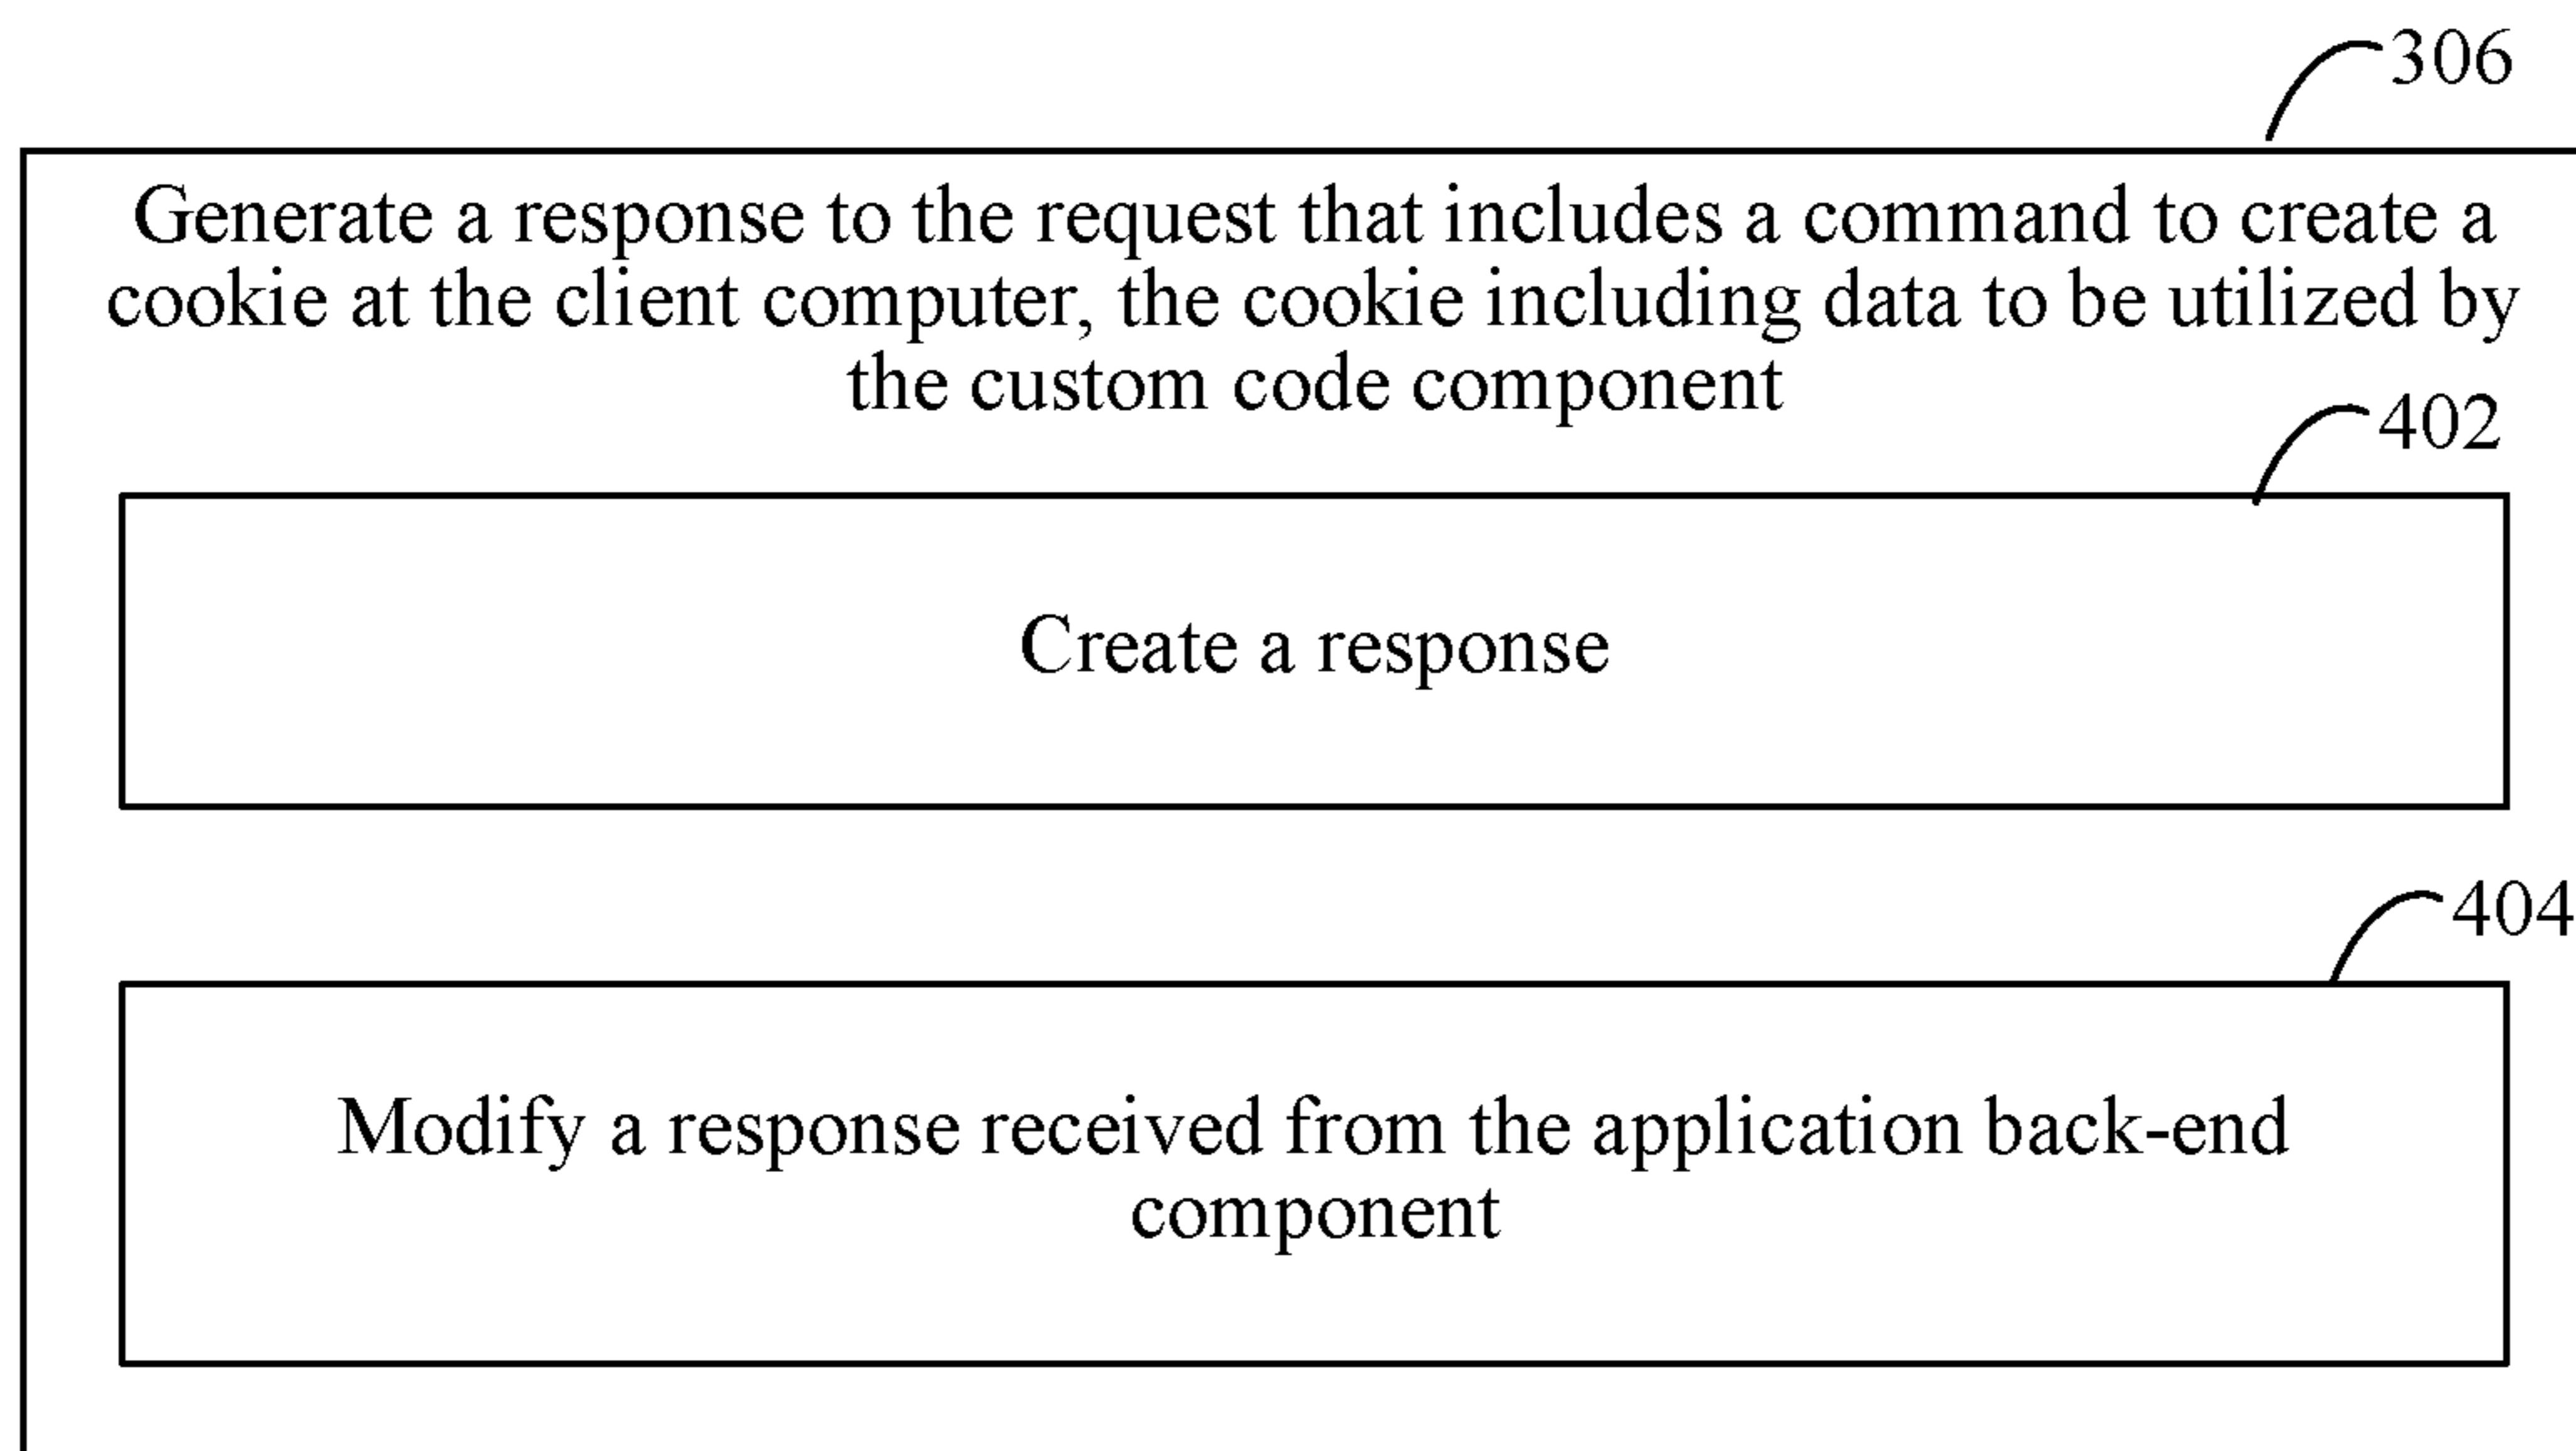 306
Generate a response to the request that includes a command to create a
cookie at the client computer, the cookie including data to be utilized by
the custom code component
402
Create a response
404
Modify a response received from the application back-end
component